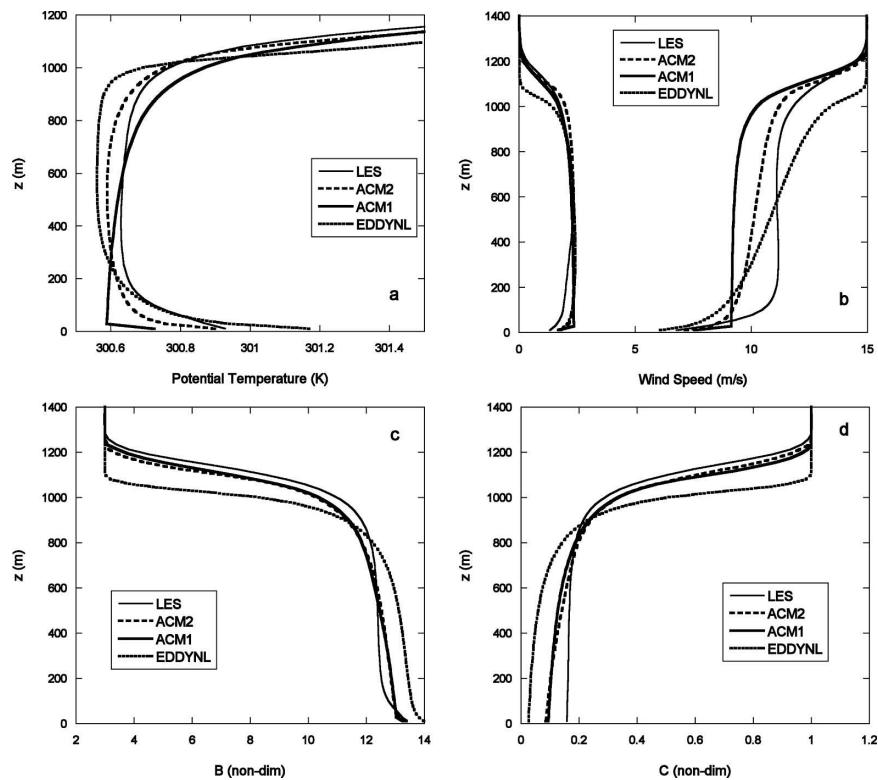 1200
1000
800
600
400
200
0
z (m)
LES
ACM2
ACM1
EDDYNL
a
300.6 300.8 301 301.2 301.4
Potential Temperature (K)
1400
1200
1000
800
600
400
200
0
z (m)
LES
ACM2
ACM1
EDDYNL
b
0 5 10 15
Wind Speed (m/s)
1400
1200
1000
800
600
400
200
0
z (m)
c
LES
ACM2
ACM1
EDDYNL
2 4 6 8 10 12 14
B (non-dim)
1400
1200
1000
800
600
400
200
0
z (m)
d
LES
ACM2
ACM1
EDDYNL
0 0.2 0.4 0.6 0.8 1 1.2
C (non-dim)